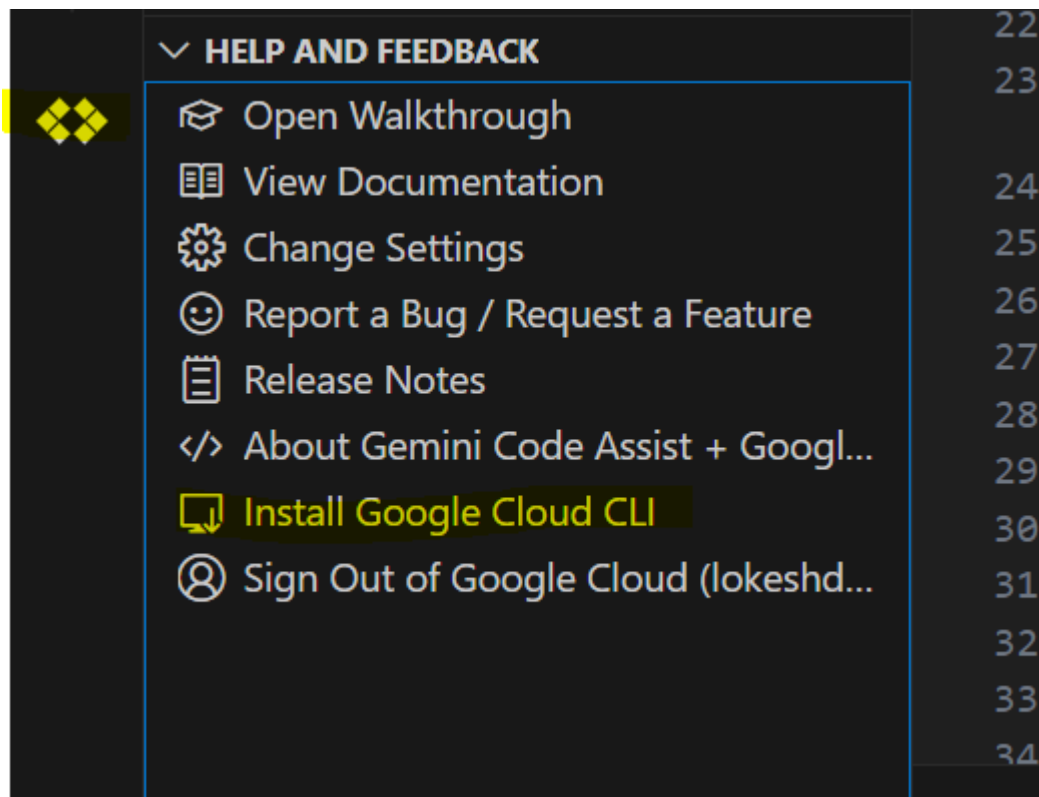 HELP AND FEEDBACK
Open Walkthrough
View Documentation
Change Settings
Report a Bug / Request a Feature
Release Notes
About Gemini Code Assist + Googl...
Install Google Cloud CLI
Sign Out of Google Cloud (lokeshd...
22
23
24
25
26
27
28
29
30
31
32
33
34